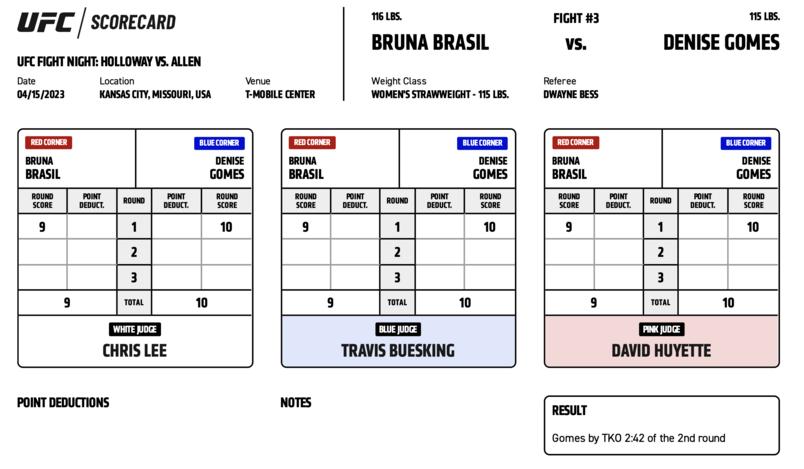 UFC / SCORECARD
UFC FIGHT NIGHT: HOLLOWAY VS. ALLEN
Date Location Venue
04/15/2023 KANSAS CITY, MISSOURI, USA T-MOBILE CENTER
116 LBS. FIGHT #3 115 LBS.
BRUNA BRASIL vs. DENISE GOMES
Weight Class Referee
WOMEN'S STRAWWEIGHT - 115 LBS. DWAYNE BESS
RED CORNER BLUE CORNER
BRUNA DENISE
BRASIL GOMES
ROUND SCORE POINT DEDUCT. ROUND POINT DEDUCT. ROUND SCORE
9 1 10
2
3
9 TOTAL 10
WHITE JUDGE
CHRIS LEE
RED CORNER BLUE CORNER
BRUNA DENISE
BRASIL GOMES
ROUND SCORE POINT DEDUCT. ROUND POINT DEDUCT. ROUND SCORE
9 1 10
2
3
9 TOTAL 10
BLUE JUDGE
TRAVIS BUESKING
RED CORNER BLUE CORNER
BRUNA DENISE
BRASIL GOMES
ROUND SCORE POINT DEDUCT. ROUND POINT DEDUCT. ROUND SCORE
9 1 10
2
3
9 TOTAL 10
PINK JUDGE
DAVID HUYETTE
POINT DEDUCTIONS
NOTES
RESULT
Gomes by TKO 2:42 of the 2nd round